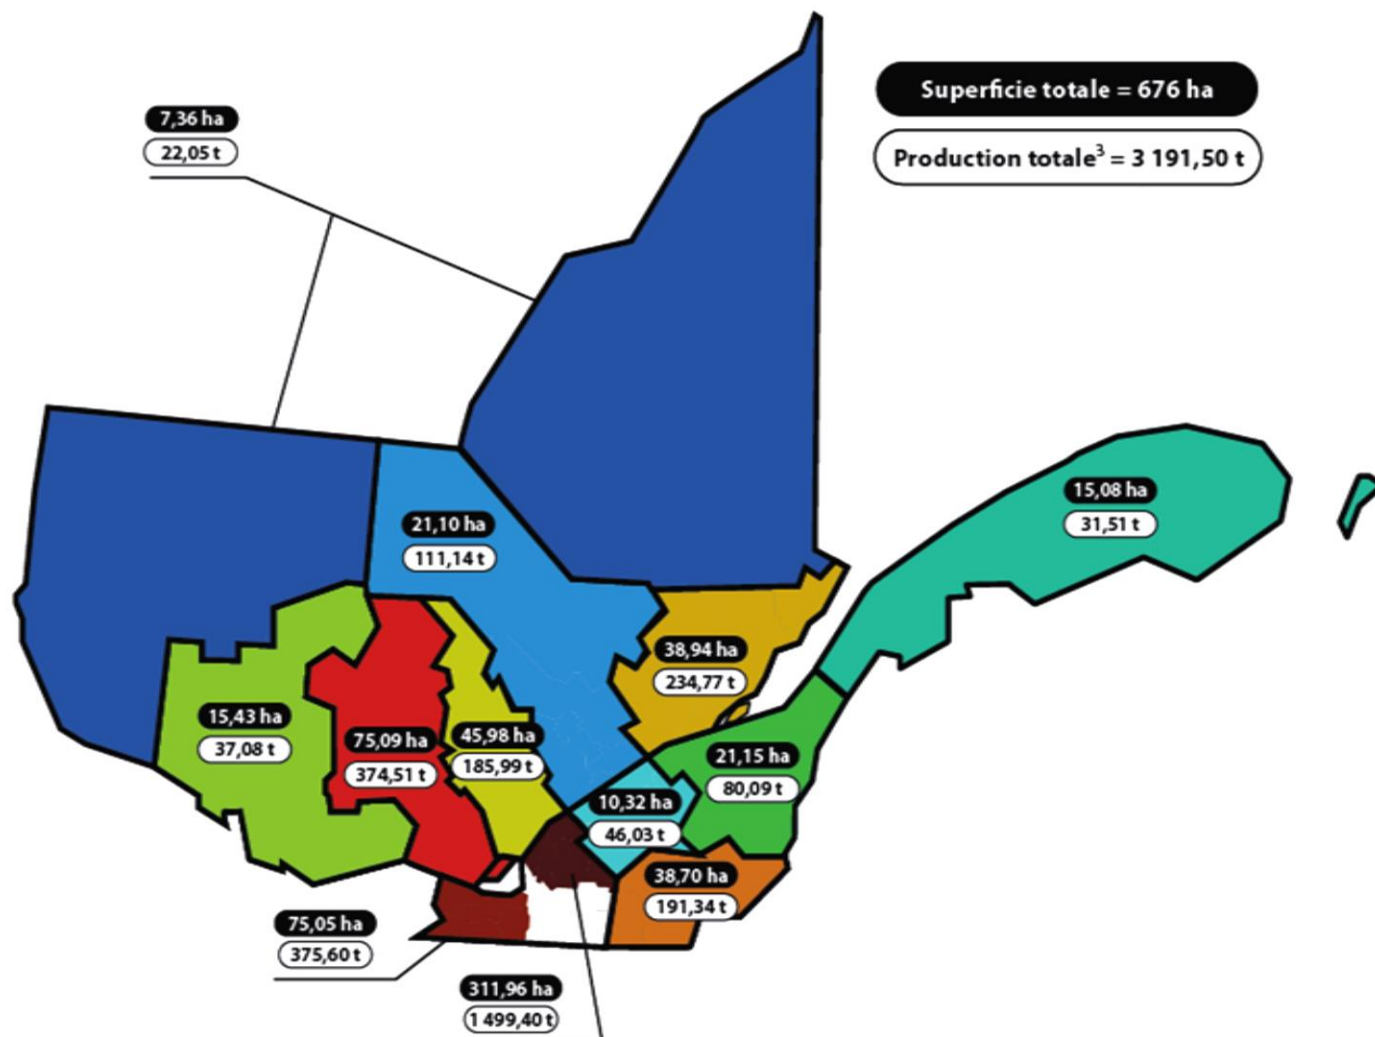 Superficie totale = 676 ha
7,36 ha
22,05 t
Production totale³ = 3 191,50 t
15,08 ha
31,51 t
21,10 ha
111,14 t
38,94 ha
234,77 t
15,43 ha
37,08 t
75,09 ha
374,51 t
45,98 ha
185,99 t
21,15 ha
80,09 t
10,32 ha
46,03 t
38,70 ha
191,34 t
75,05 ha
375,60 t
311,96 ha
1 499,40 t